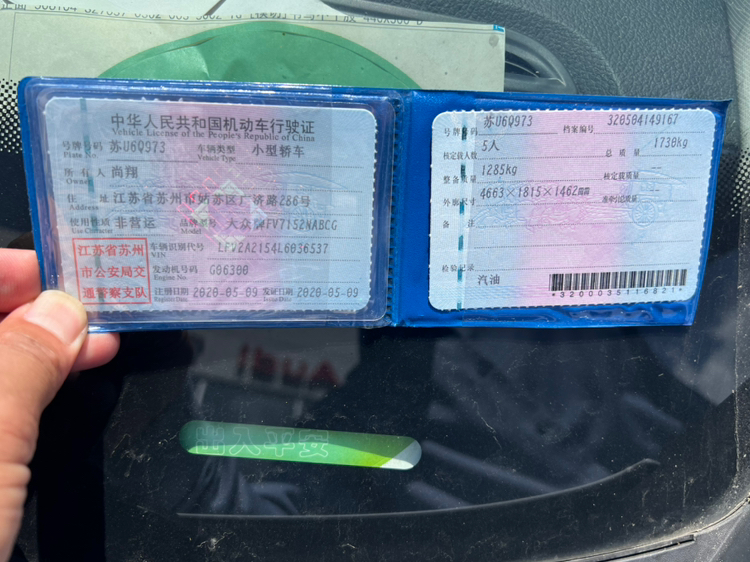 中华人民共和国机动车行驶证
Vehicle License of the People's Republic of China
号牌号码 苏U6Q973 车辆类型 小型轿车
Plate No. Vehicle Type
所有人 尚翔
Owner
住址 江苏省苏州市姑苏区广济路286号
Address
使用性质 非营运 品牌型号 大众牌FV7152NABCG
Use Character Model
江苏省苏州
市公安局交
通警察支队
车辆识别代号 LFV2A2154L6036537
VIN
发动机号码 G06300
Engine No.
注册日期 2020-05-09 发证日期 2020-05-09
Register Date Issue Date
号牌号码 苏U6Q973 档案编号 320504149167
核定载人数 5人 总质量 1730kg
整备质量 1285kg 核定载质量
外廓尺寸 4663×1815×1462mm 准牵引总质量
备注
检验记录
汽油
*3200035116821*
出入平安